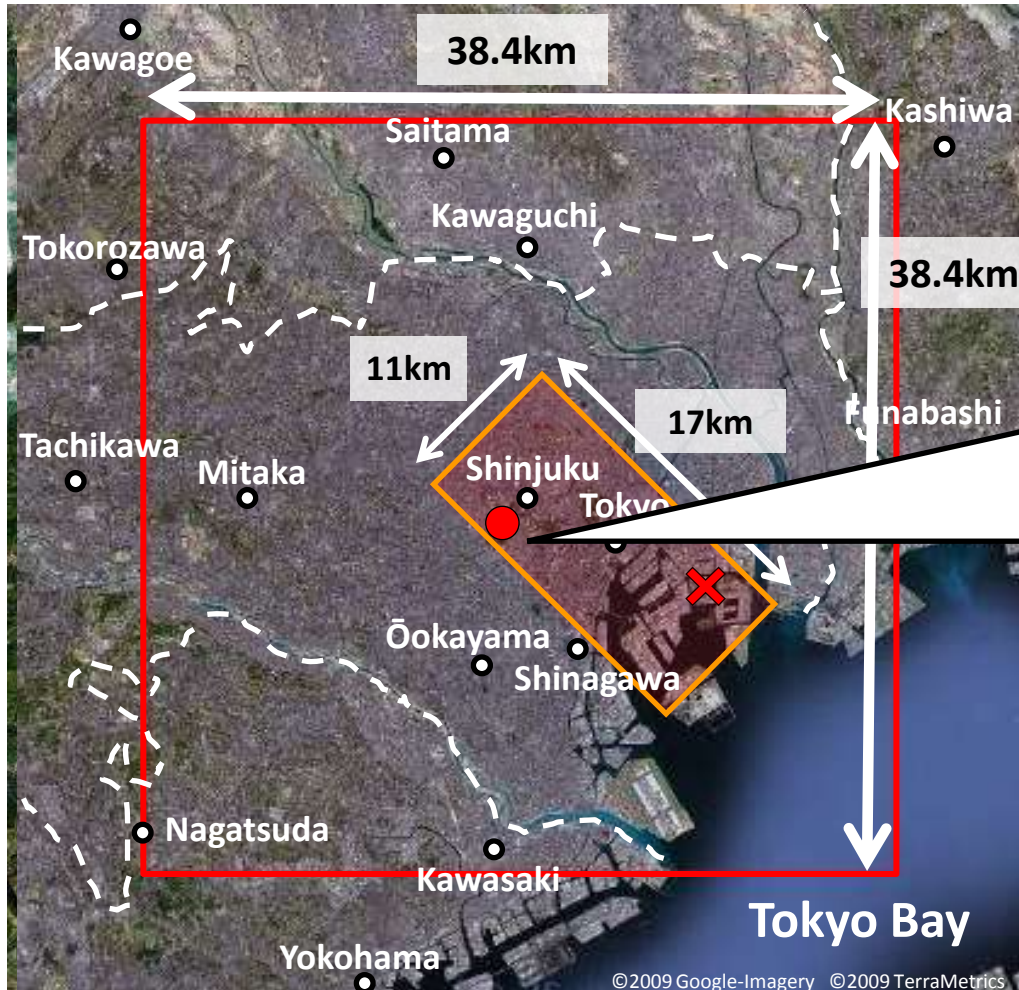 38.4km
Kawagoe
Kashiwa
Saitama
Kawaguchi
Tokorozawa
38.4km
11km
17km
Funabashi
Tachikawa
Mitaka
Shinjuku
Tokyo
Ōokayama
Shinagawa
Nagatsuda
Kawasaki
Tokyo Bay
Yokohama
©2009 Google-Imagery ©2009 TerraMetrics